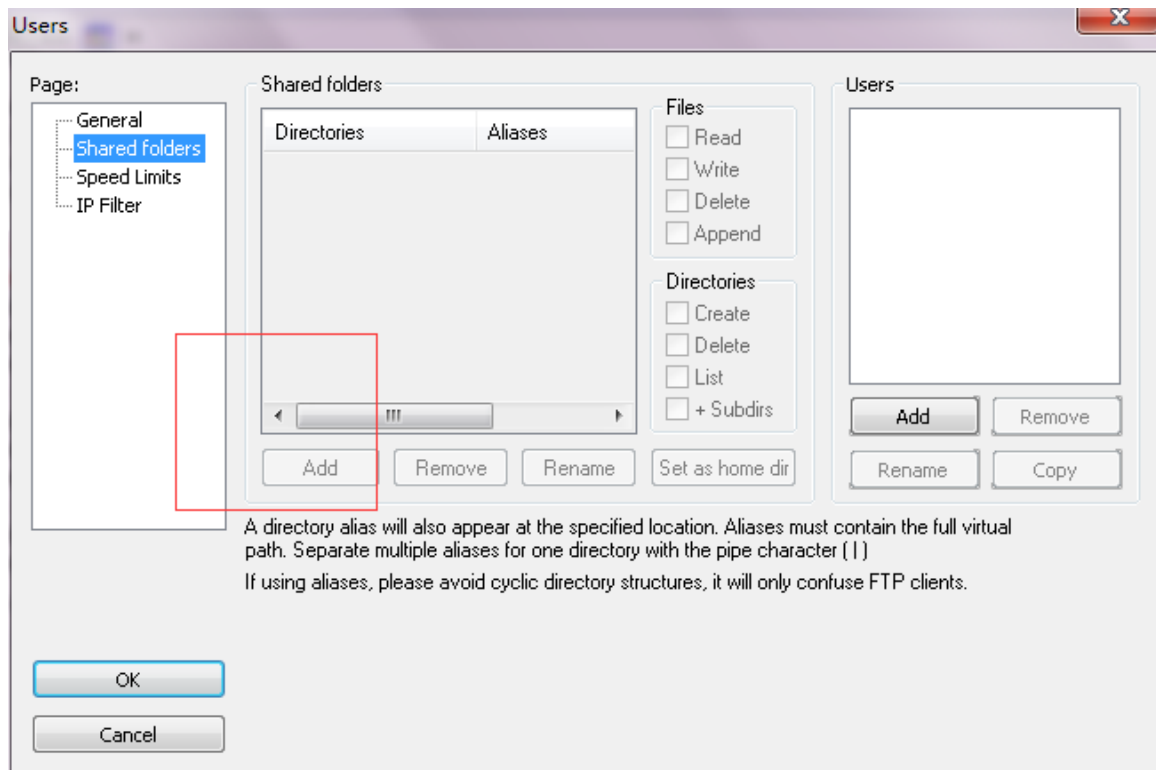 Users
Page:
General
Shared folders
Speed Limits
IP Filter
Shared folders
Directories Aliases
Files
Read
Write
Delete
Append
Directories
Create
Delete
List
+ Subdirs
Add Remove Rename Set as home dir
Users
Add Remove
Rename Copy
A directory alias will also appear at the specified location. Aliases must contain the full virtual
path. Separate multiple aliases for one directory with the pipe character ( | )
If using aliases, please avoid cyclic directory structures, it will only confuse FTP clients.
OK
Cancel